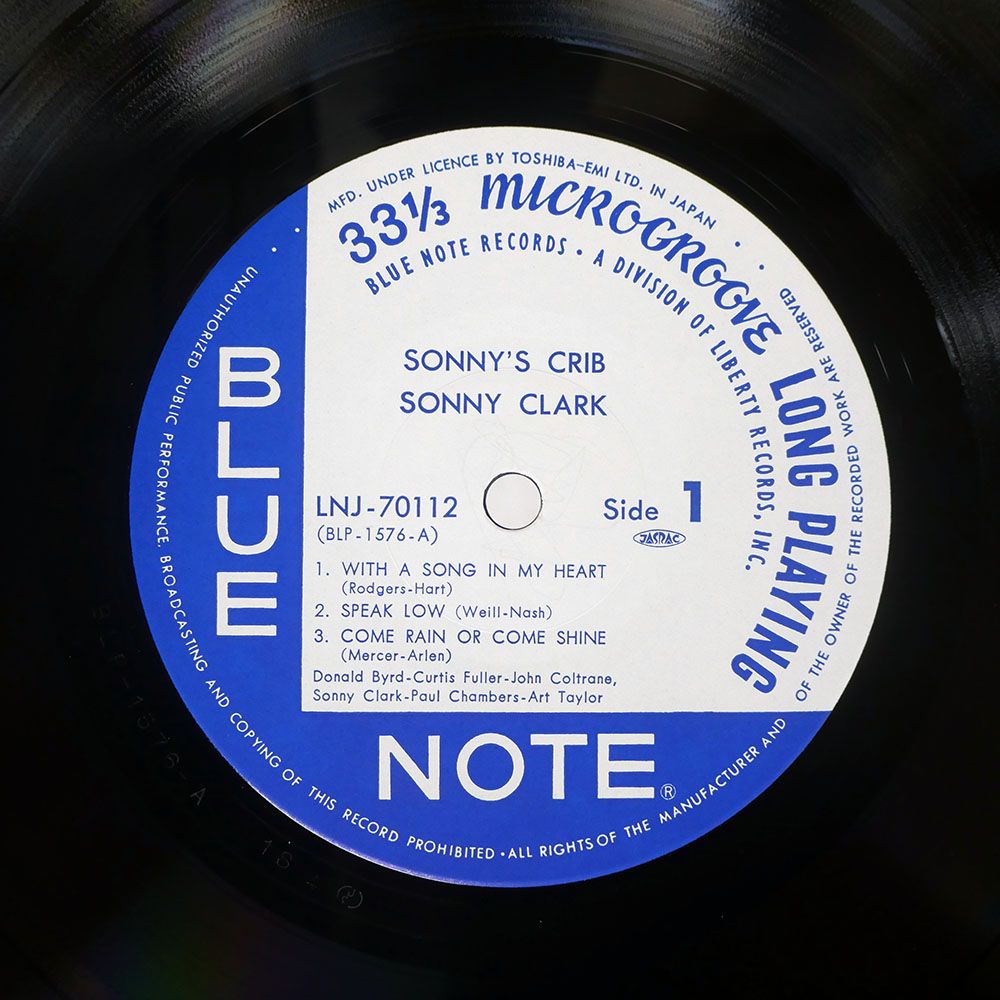 MFD. UNDER LICENCE BY TOSHIBA-EMI LTD. IN JAPAN
33 1/3 MICROGROOVE LONG PLAYING
BLUE NOTE RECORDS • A DIVISION OF LIBERTY RECORDS, INC.
SONNY'S CRIB
SONNY CLARK
LNJ-70112
(BLP-1576-A)
Side 1
JASRAC
1. WITH A SONG IN MY HEART
(Rodgers-Hart)
2. SPEAK LOW (Weill-Nash)
3. COME RAIN OR COME SHINE
(Mercer-Arlen)
Donald Byrd-Curtis Fuller-John Coltrane,
Sonny Clark-Paul Chambers-Art Taylor
BLUE
NOTE®
UNAUTHORIZED PUBLIC PERFORMANCE, BROADCASTING AND COPYING OF THIS RECORD PROHIBITED • ALL RIGHTS OF THE MANUFACTURER AND OF THE OWNER OF THE RECORDED WORK ARE RESERVED
BLP-1576-A